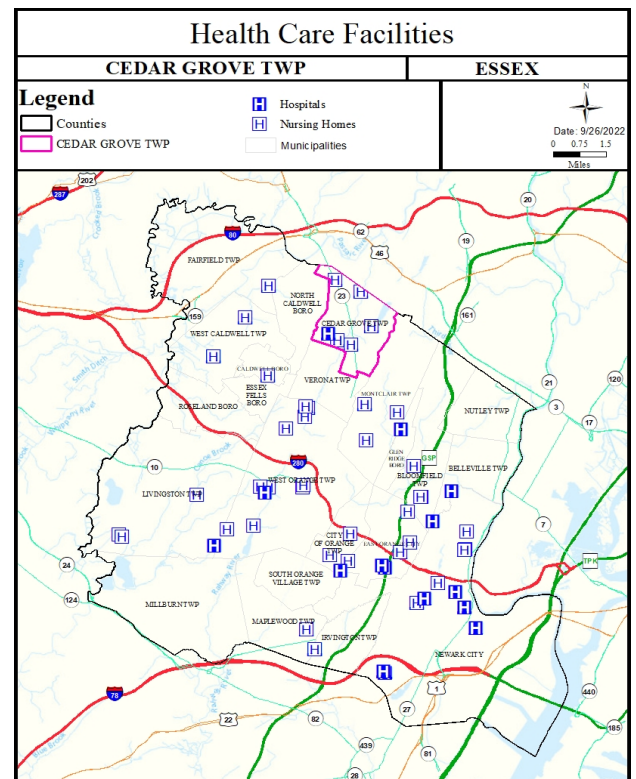 Health Care Facilities
CEDAR GROVE TWP
ESSEX
Legend
Counties
CEDAR GROVE TWP
H Hospitals
H Nursing Homes
Municipalities
N
Date: 9/26/2022
0 0.75 1.5
Miles
202
287
80
62
20
19
46
FAIRFIELD TWP
NORTH
CALDWELL
BORO
23
CEDAR GROVE TWP
159
WEST CALDWELL TWP
161
CALDWELL BORO
ESSEX
FELLS
BORO
VERONA TWP
MONTCLAIR TWP
NUTLEY TWP
ROSELAND BORO
21
120
3
17
GLEN
RIDGE
BORO
GSP
BLOOMFIELD
TWP
BELLEVILLE TWP
10
280
WEST ORANGE TWP
LIVINGSTON TWP
7
CITY
OF ORANGE
TWP
EAST ORANGE CITY
TPK
24
124
SOUTH ORANGE
VILLAGE TWP
MILLBURN TWP
MAPLEWOOD TWP
IRVINGTON TWP
NEWARK CITY
78
1
440
22
82
27
185
439
81
28